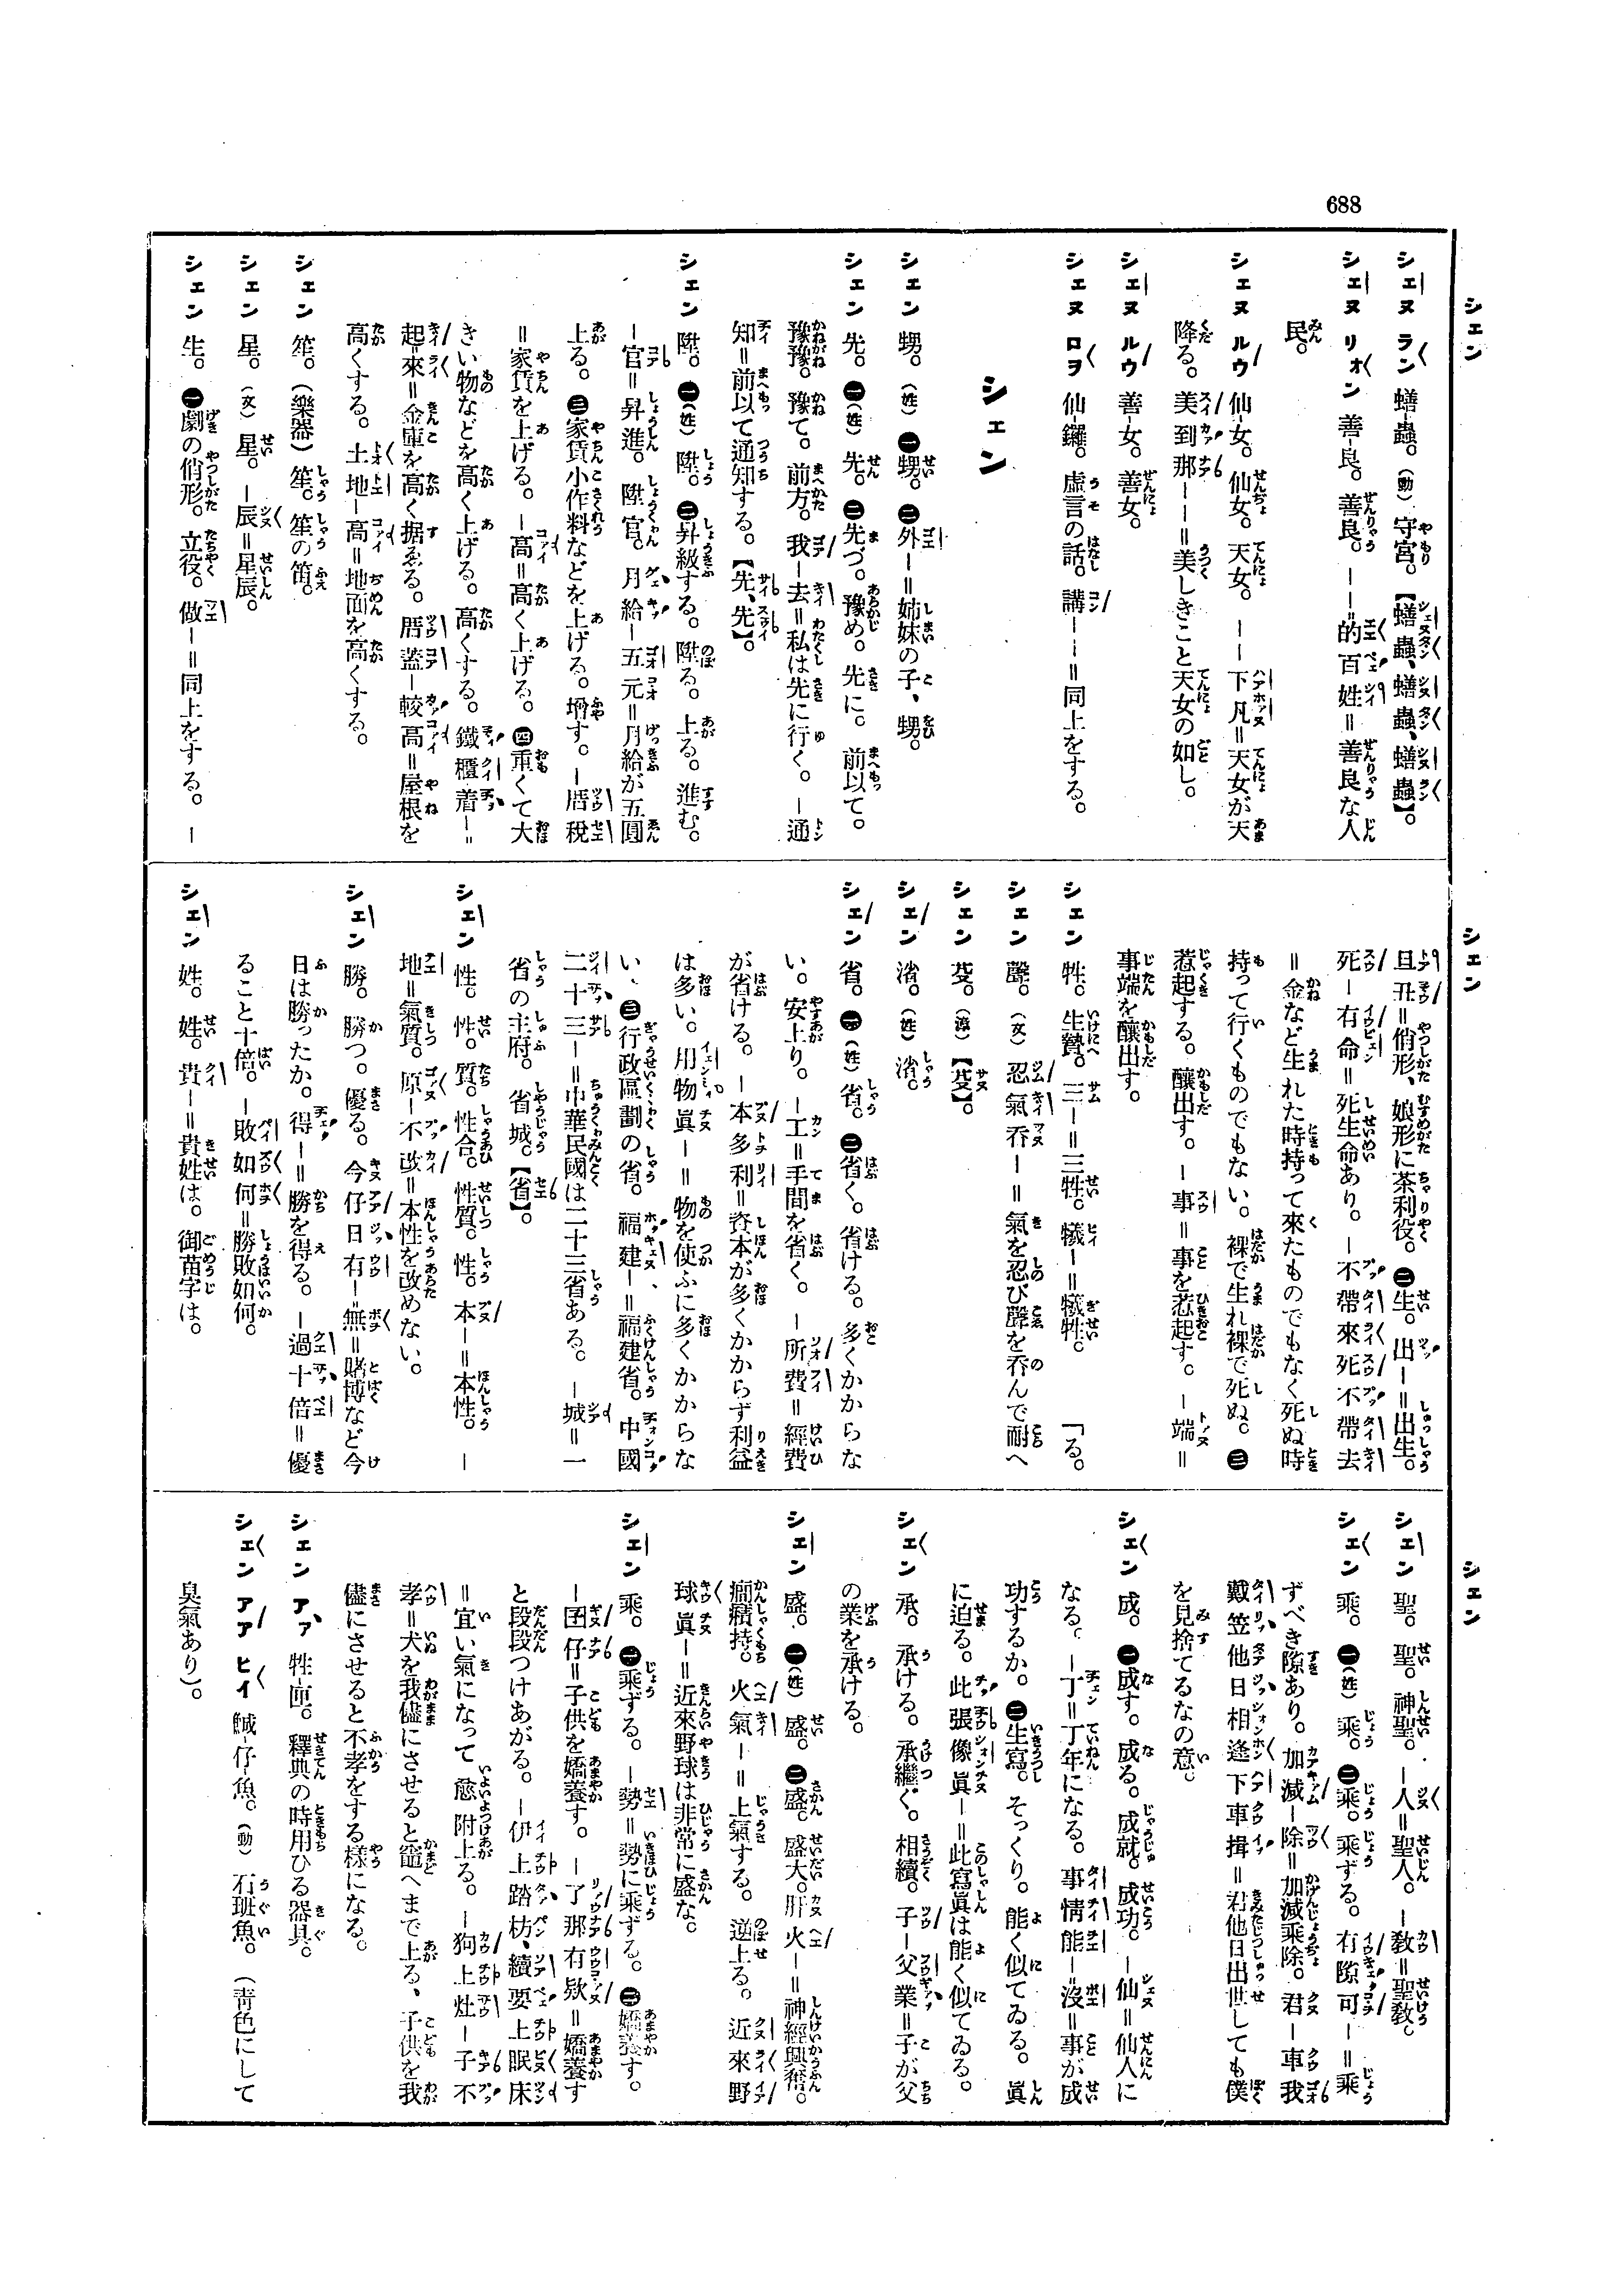 688
シェン
シェヌ ラン 蟮-蟲。(動)守宮。【蟮蟲、蟮蟲、蟮蟲】。
シェヌ リォン 善-良。善良。――的百姓=善良な人
民。
シェヌ ルウ 仙-女。仙女。天女。――下凡=天女が天
降る。美到那――=美しきこと天女の如し。
シェヌ ルウ 善-女。善女。
シェヌ ロヲ 仙-鑼。虚言の話。講――=同上をする。
シェン
シェン 甥。(姓)㊀甥。㊁外―=姉妹の子、甥。
シェン 先。㊀(姓)先。㊁先づ。豫め。先に。前以て。
豫豫。豫て。前方。我―去=私は先に行く。―通
知=前以て通知する。【先、先】。
シェン 陞。㊀(姓)陞。㊁昇級する。陞る。上る。進む。
―官=昇進。陞官。月給―五元=月給が五圓
上る。㊂家賃小作料などを上げる。增す。―厝稅
=家賃を上げる。―高=高く上げる。㊃重くて大
きい物などを高く上げる。高くする。鐵櫃着―=
起來=金庫を高く据ゑる。厝蓋―較高=屋根を
高くする。土地―高=地面を高くする。
シェン 笙。(樂器)笙。笙の笛。
シェン 星。(文)星。―辰=星辰。
シェン 生。㊀劇の俏形。立役。做―=同上をする。―
シェン
旦丑=俏形、娘形に茶利役。㊁生。出―=出生。
死―有命=死生命あり。―不帶來死不帶去
=金など生れた時持って來たものでもなく死ぬ時
持って行くものでもない。裸で生れ裸で死ぬ。㊂
惹起する。釀出す。―事=事を惹起す。―端=
事端を釀出す。
シェン 牲。生贄。三―=三牲。犧―=犧牲。 「る。
シェン 聲。(文)忍氣吞―=氣を忍び聲を吞んで耐へ
シェン 㽮。(漳)【㽮】。
シェン 渻。(姓)渻。
シェン 省。㊀(姓)省。㊁省く。省ける。多くかからな
い。安上り。―工=手間を省く。―所費=經費
が省ける。―本多利=資本が多くかからず利益
は多い。用物眞―=物を使ふに多くかからな
い、㊂行政區劃の省。福建―=福建省。中國
二十三―=中華民國は二十三省ある。―城=一
省の主府。省城。【省】。
シェン 性。性。質。性合。性質。性。本―=本性。―
地=氣質。原―不改=本性を改めない。
シェン 勝。勝つ。優る。今仔日有―無=賭博など今
日は勝ったか。得―=勝を得る。―過十倍=優
ること十倍。―敗如何=勝敗如何。
シェン 姓。姓。貴―=貴姓は。御苗字は。
シェン
シェン 聖。聖。神聖。―人=聖人。―敎=聖敎。
シェン 乘。㊀(姓)乘。㊁乘。乘ずる。有隙可―=乘
ずべき隙あり。加減―除=加減乘除。君―車我
戴笠他日相逢下車揖=君他日出世しても僕
を見捨てるなの意。
シェン 成。㊀成す。成る。成就。成功。―仙=仙人に
なる。―丁=丁年になる。事情能―沒=事が成
功するか。㊁生寫。そっくり。能く似てゐる。眞
に迫る。此張像眞―=此寫眞は能く似てゐる。
シェン 承。承ける。承繼ぐ。相續。子―父業=子が父
の業を承ける。
シェン 盛。㊀(姓)盛。㊁盛。盛大。肝火―=神經興奮。
癇癪持。火氣―=上氣する。逆上る。近來野
球眞―=近來野球は非常に盛な。
シェン 乘。㊀乘ずる。―勢=勢に乘ずる。㊁嬌養す。
―囝仔=子供を嬌養す。―了那有欵=嬌養す
と段段つけあがる。―伊上踏枋、續要上眠床
=宜い氣になって愈附上る。―狗上灶―子不
孝=犬を我儘にさせると竈へまで上る、子供を我
儘にさせると不孝をする樣になる。
シェン アァ 牲-匣。釋典の時用ひる器具。
シェン アア ヒイ 鰔-仔魚。(動)石斑魚。(靑色にして
臭氣あり)。